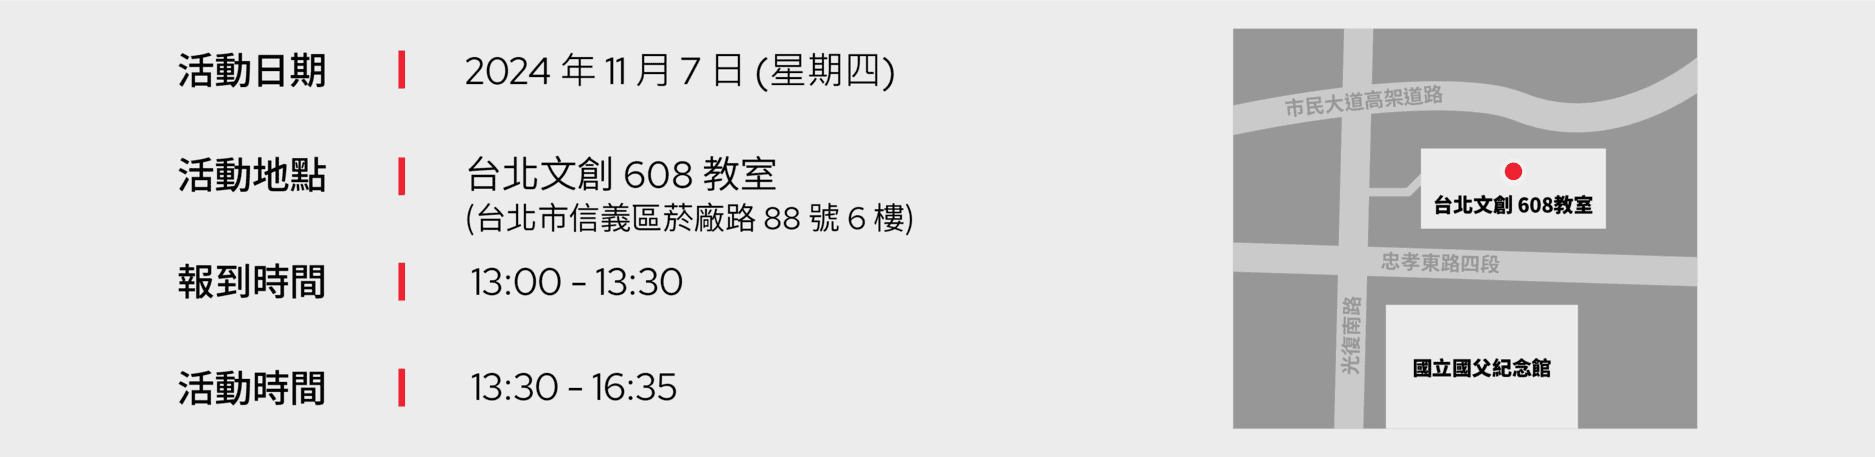 活動日期 2024 年 11 月 7 日 (星期四)
活動地點 台北文創 608 教室
(台北市信義區菸廠路 88 號 6 樓)
報到時間 13:00 - 13:30
活動時間 13:30 - 16:35
市民大道高架道路
台北文創 608教室
忠孝東路四段
光復南路
國立國父紀念館